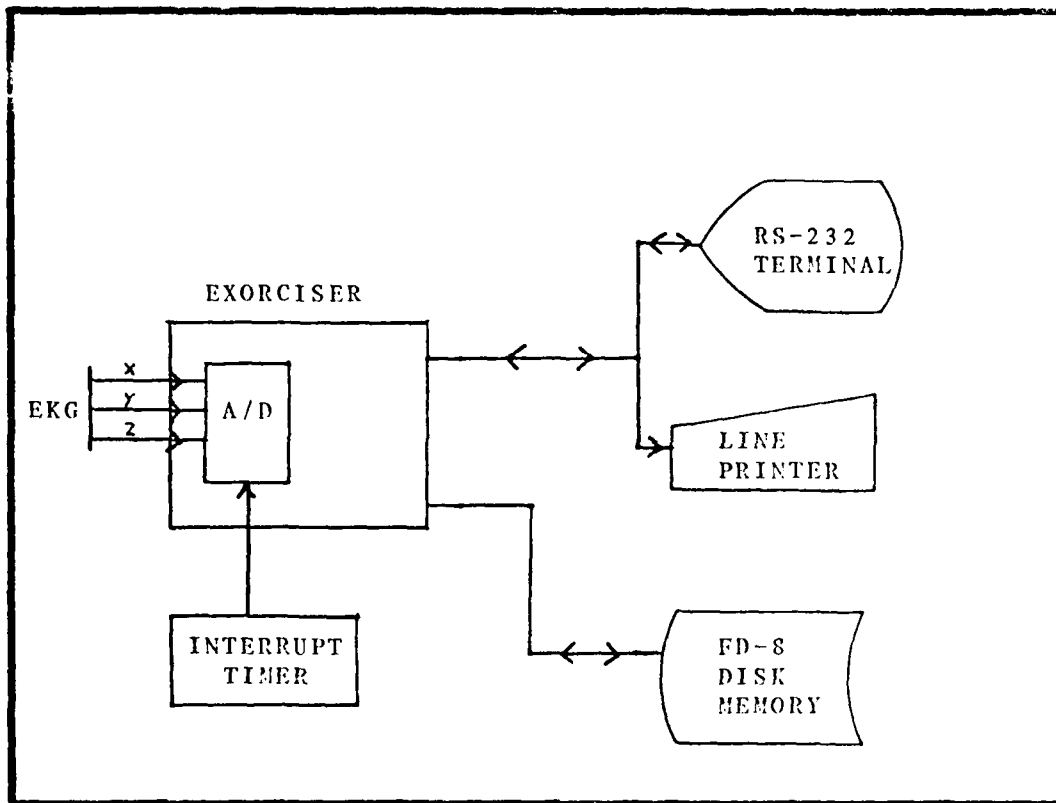 RS-232
TERMINAL
EXORCISER
X
Y
Z
EKG
A/D
LINE
PRINTER
INTERRUPT
TIMER
FD-8
DISK
MEMORY